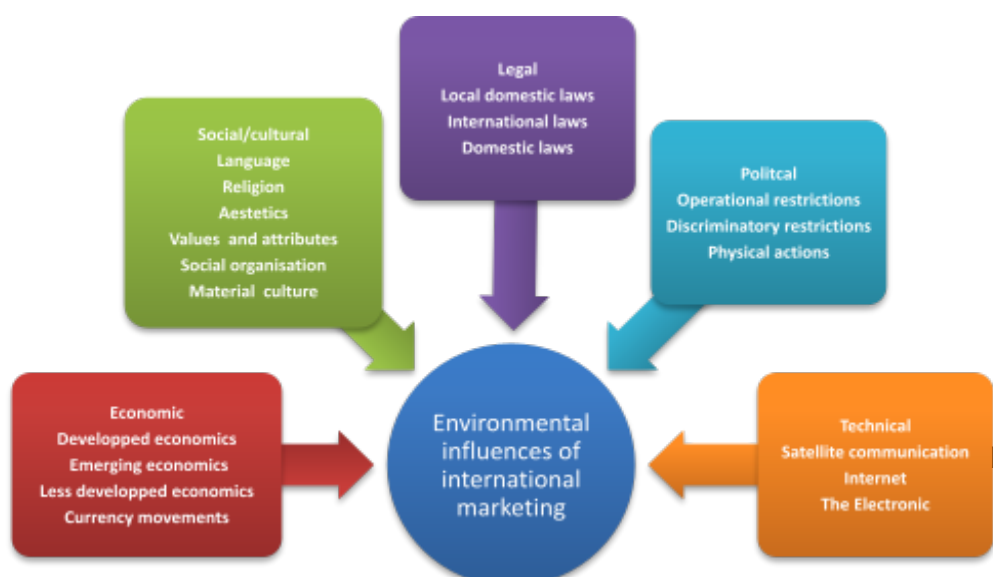 Legal
Local domestic laws
International laws
Domestic laws
Social/cultural
Language
Religion
Aestetics
Values and attributes
Social organisation
Material culture
Politcal
Operational restrictions
Discriminatory restrictions
Physical actions
Economic
Developped economics
Emerging economics
Less developped economics
Currency movements
Environmental
influences of
international
marketing
Technical
Satellite communication
Internet
The Electronic